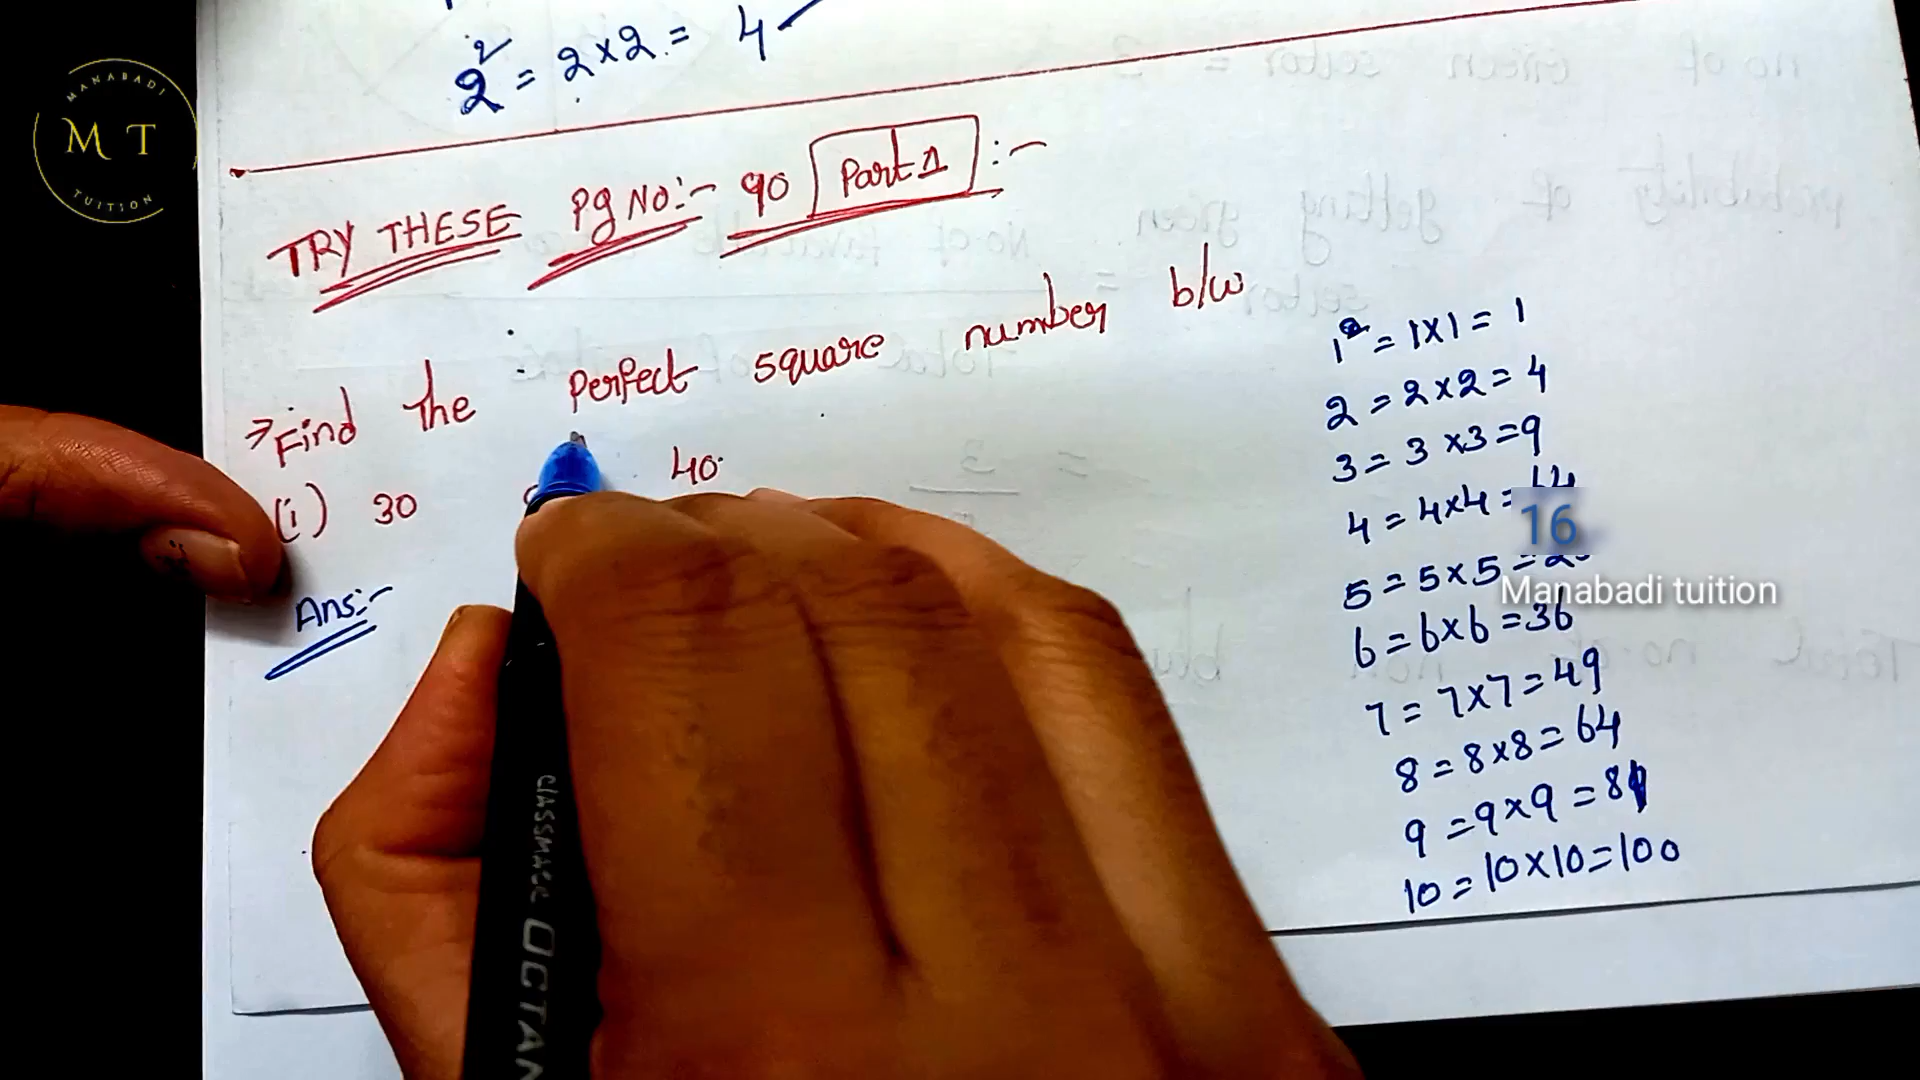 2² = 2×2 = 4
MANABADI
M T
TUITION
TRY THESE Pg No:- 90 Part 1 :-
⇒ Find the perfect square number b/w
(i) 30 40
Ans:-
1² = 1×1 = 1
2 = 2×2 = 4
3 = 3×3 = 9
4 = 4×4 = 16
5 = 5×5 =
Manabadi tuition
6 = 6×6 = 36
7 = 7×7 = 49
8 = 8×8 = 64
9 = 9×9 = 81
10 = 10×10 = 100
CLASSMATE OCTAN